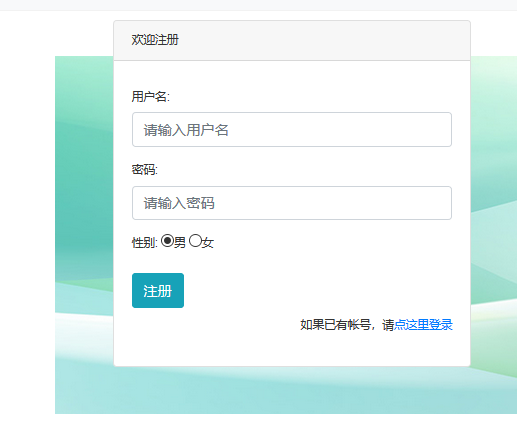 欢迎注册
用户名:
请输入用户名
密码:
请输入密码
性别: 男 女
注册
如果已有帐号，请点这里登录